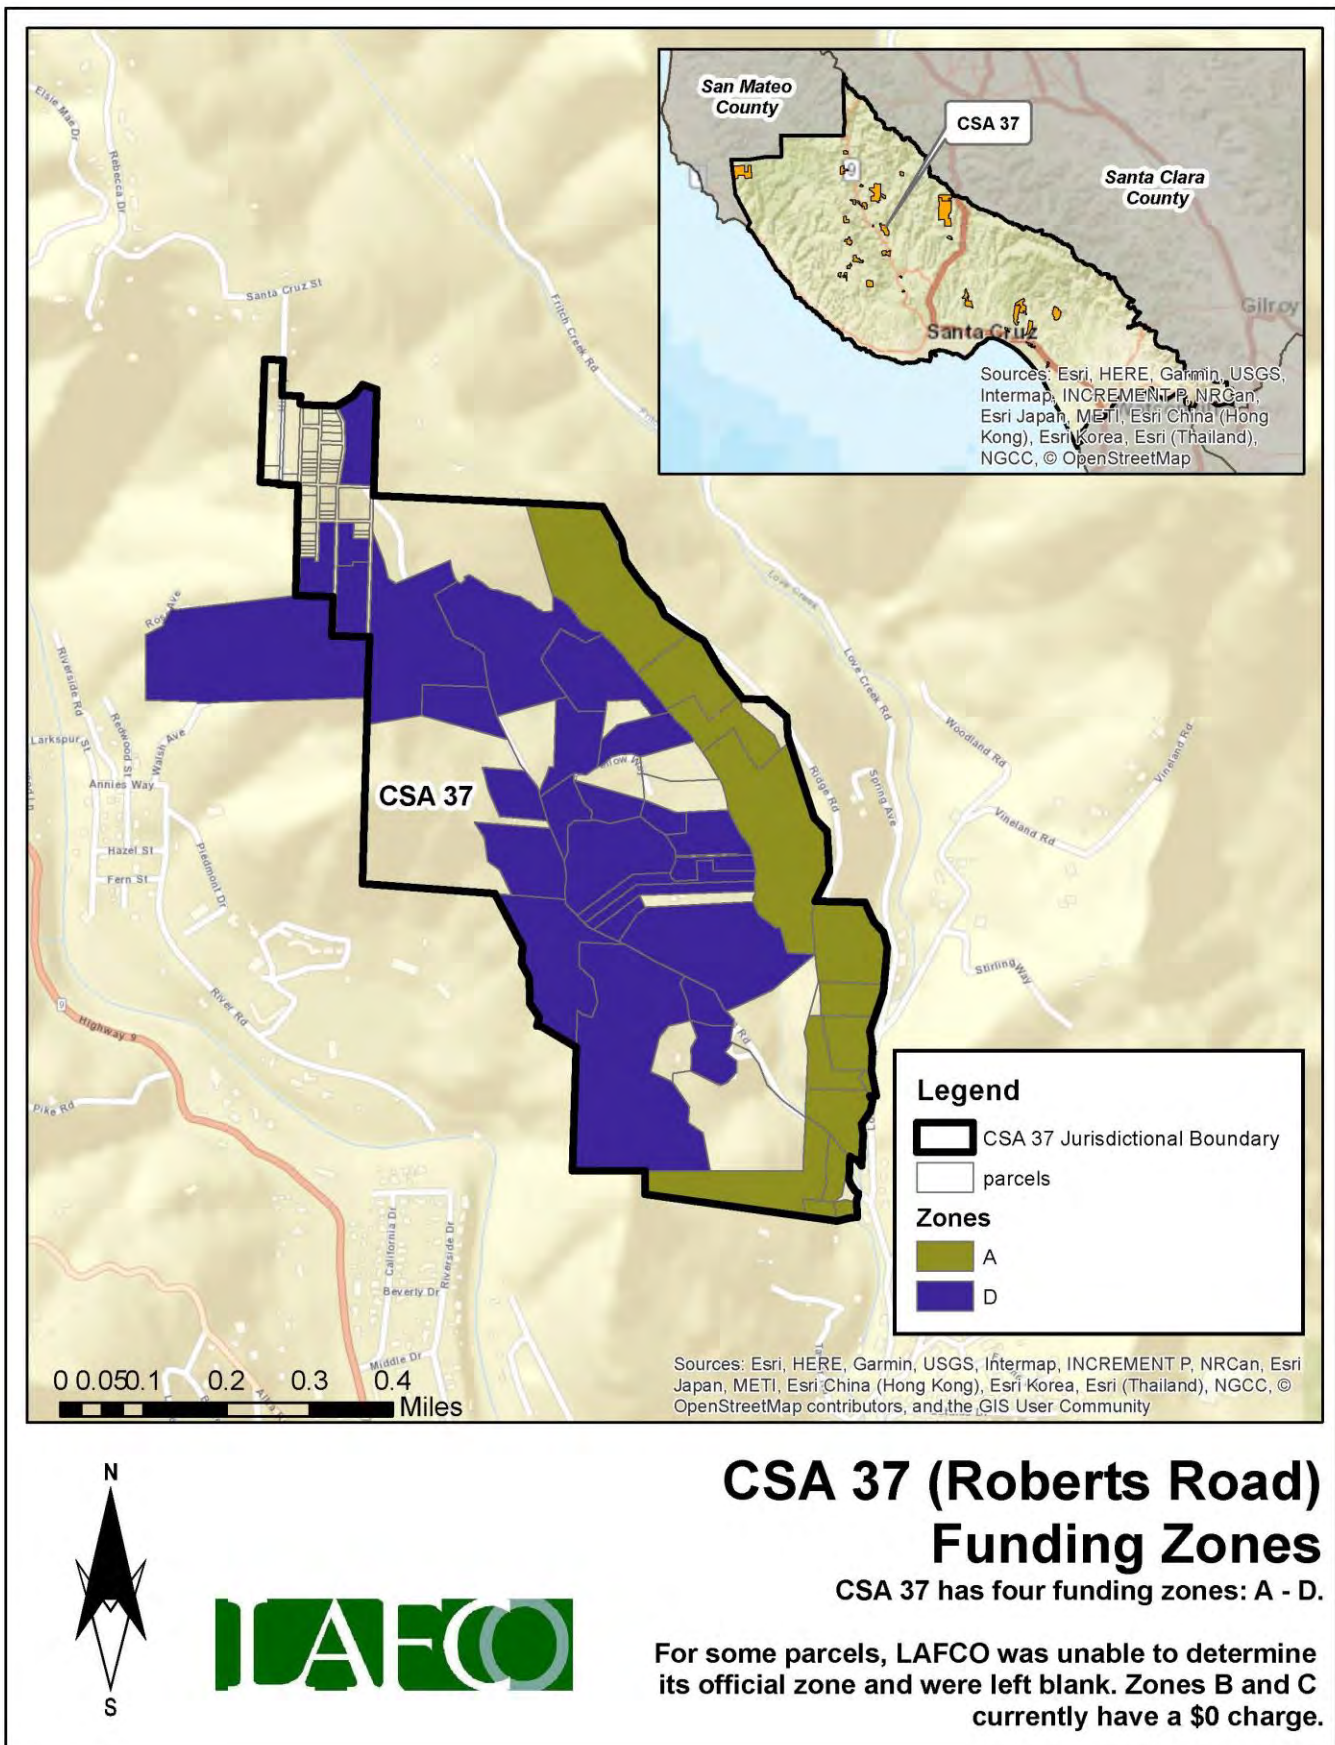 San Mateo
County
CSA 37
9
Santa Clara
County
Gilroy
Santa Cruz
Sources: Esri, HERE, Garmin, USGS,
Intermap, INCREMENT P, NRCan,
Esri Japan, METI, Esri China (Hong
Kong), Esri Korea, Esri (Thailand),
NGCC, © OpenStreetMap
Elsie Mae Dr
Rebecca Dr
Santa Cruz St
Fritch Creek Rd
Love Creek
Love Creek Rd
Ridge Rd
Spring Ave
Woodland Rd
Vineland Rd
Vineland Rd
Stirling Way
Riverside Rd
Redwood St
Walsh Ave
Larkspur St
Annies Way
Hazel St
Fern St
Piedmont Dr
River Rd
9
Highway 9
Pike Rd
CSA 37
Rd
California Dr
Riverside Dr
Beverly Dr
Middle Dr
Legend
CSA 37 Jurisdictional Boundary
parcels
Zones
A
D
0 0.05 0.1 0.2 0.3 0.4
Miles
Sources: Esri, HERE, Garmin, USGS, Intermap, INCREMENT P, NRCan, Esri
Japan, METI, Esri China (Hong Kong), Esri Korea, Esri (Thailand), NGCC, ©
OpenStreetMap contributors, and the GIS User Community
N
S
LAFCO
CSA 37 (Roberts Road)
Funding Zones
CSA 37 has four funding zones: A - D.
For some parcels, LAFCO was unable to determine
its official zone and were left blank. Zones B and C
currently have a $0 charge.